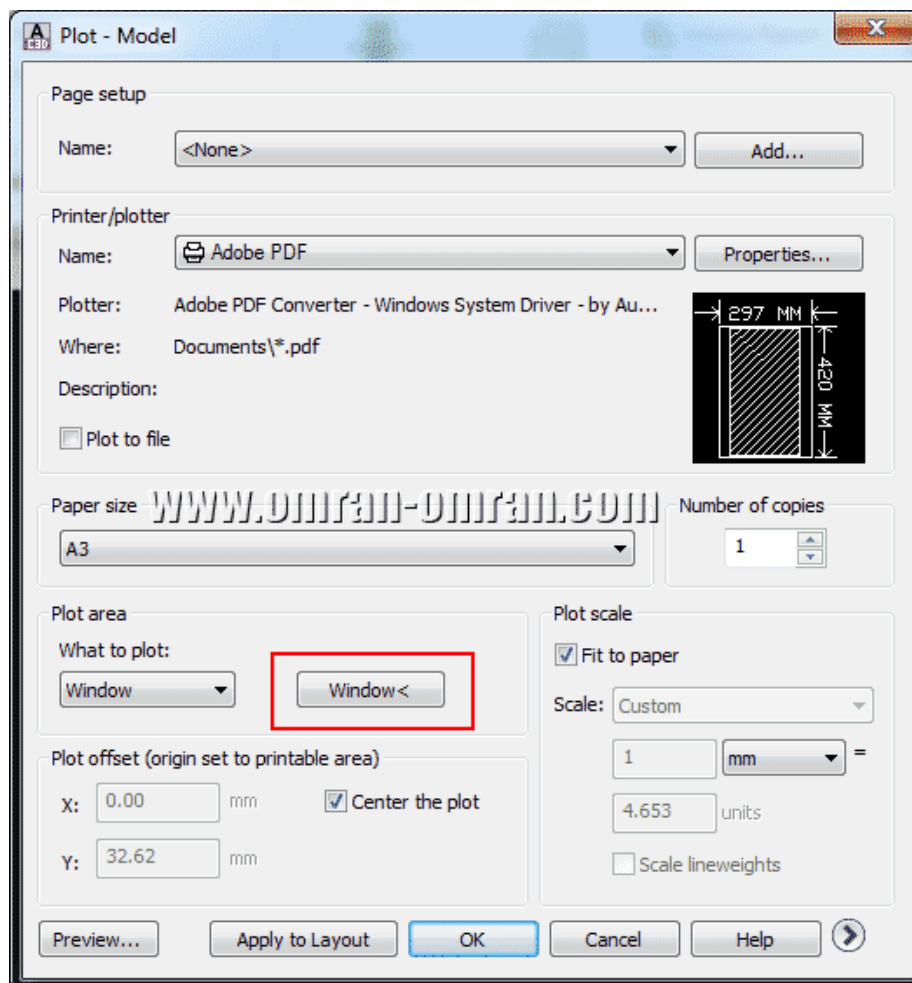 Plot - Model
Page setup
Name: <None> Add...
Printer/plotter
Name: Adobe PDF Properties...
Plotter: Adobe PDF Converter - Windows System Driver - by Au...
Where: Documents\*.pdf
Description:
Plot to file
297 MM
420 MM
www.omran-omran.com
Paper size
A3
Number of copies
1
Plot area
What to plot:
Window Window<
Plot offset (origin set to printable area)
X: 0.00 mm Center the plot
Y: 32.62 mm
Plot scale
Fit to paper
Scale: Custom
1 mm =
4.653 units
Scale lineweights
Preview... Apply to Layout OK Cancel Help